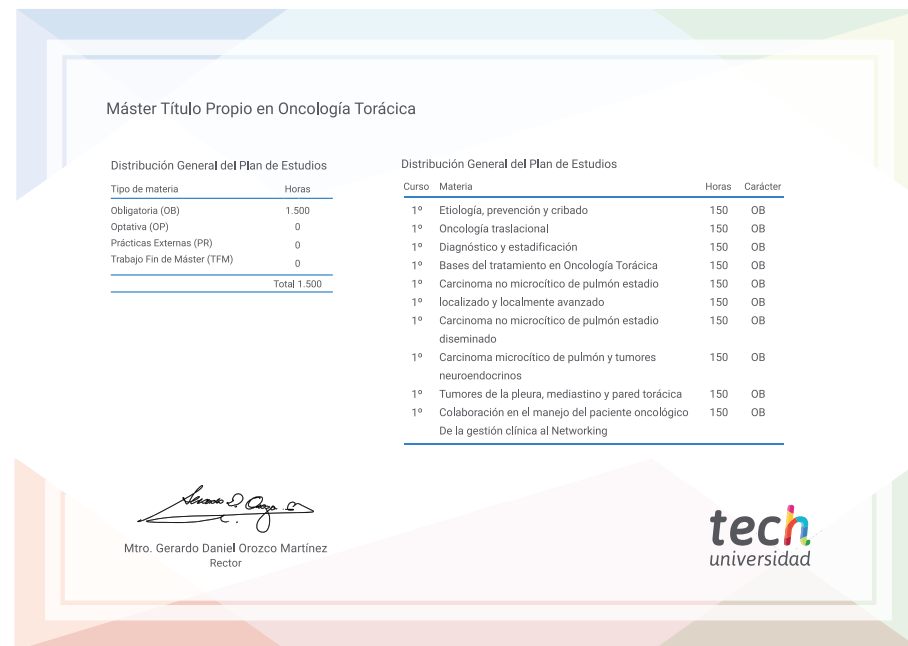 Máster Título Propio en Oncología Torácica
Distribución General del Plan de Estudios
Tipo de materia Horas
Obligatoria (OB) 1.500
Optativa (OP) 0
Prácticas Externas (PR) 0
Trabajo Fin de Máster (TFM) 0
Total 1.500
Distribución General del Plan de Estudios
Curso Materia Horas Carácter
1º Etiología, prevención y cribado 150 OB
1º Oncología traslacional 150 OB
1º Diagnóstico y estadificación 150 OB
1º Bases del tratamiento en Oncología Torácica 150 OB
1º Carcinoma no microcítico de pulmón estadio 150 OB
1º localizado y localmente avanzado 150 OB
1º Carcinoma no microcítico de pulmón estadio 150 OB
diseminado
1º Carcinoma microcítico de pulmón y tumores 150 OB
neuroendocrinos
1º Tumores de la pleura, mediastino y pared torácica 150 OB
1º Colaboración en el manejo del paciente oncológico 150 OB
De la gestión clínica al Networking
Mtro. Gerardo Daniel Orozco Martínez
Rector
tech
universidad